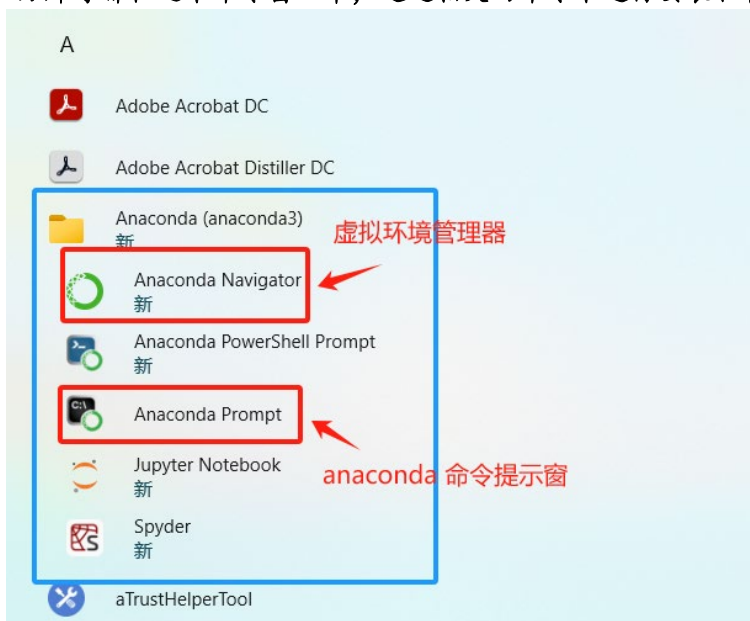 A
Adobe Acrobat DC
Adobe Acrobat Distiller DC
Anaconda (anaconda3)
新
虚拟环境管理器
Anaconda Navigator
新
Anaconda PowerShell Prompt
新
Anaconda Prompt
Jupyter Notebook
新
anaconda 命令提示窗
Spyder
新
aTrustHelperTool